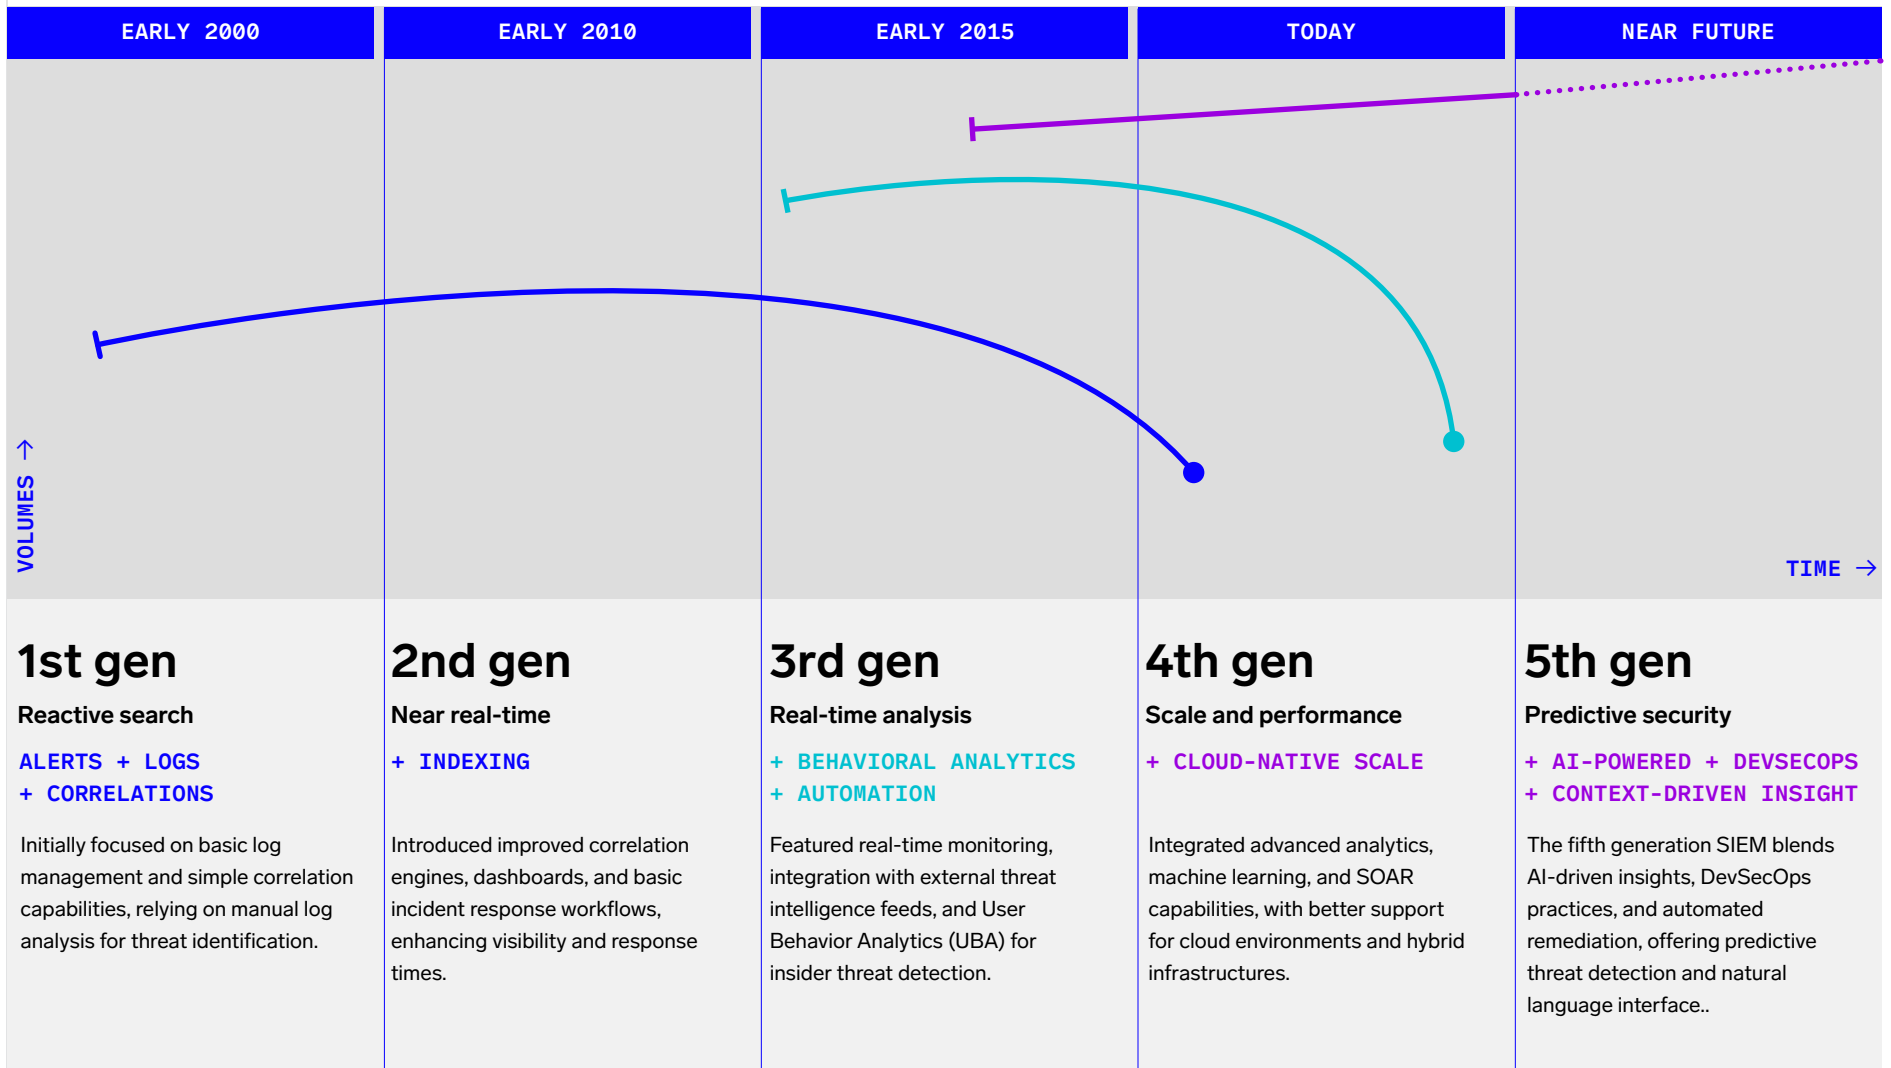 EARLY 2000
EARLY 2010
EARLY 2015
TODAY
NEAR FUTURE
VOLUMES →
TIME →
1st gen
Reactive search
ALERTS + LOGS
+ CORRELATIONS
Initially focused on basic log
management and simple correlation
capabilities, relying on manual log
analysis for threat identification.
2nd gen
Near real-time
+ INDEXING
Introduced improved correlation
engines, dashboards, and basic
incident response workflows,
enhancing visibility and response
times.
3rd gen
Real-time analysis
+ BEHAVIORAL ANALYTICS
+ AUTOMATION
Featured real-time monitoring,
integration with external threat
intelligence feeds, and User
Behavior Analytics (UBA) for
insider threat detection.
4th gen
Scale and performance
+ CLOUD-NATIVE SCALE
Integrated advanced analytics,
machine learning, and SOAR
capabilities, with better support
for cloud environments and hybrid
infrastructures.
5th gen
Predictive security
+ AI-POWERED + DEVSECOPS
+ CONTEXT-DRIVEN INSIGHT
The fifth generation SIEM blends
AI-driven insights, DevSecOps
practices, and automated
remediation, offering predictive
threat detection and natural
language interface..